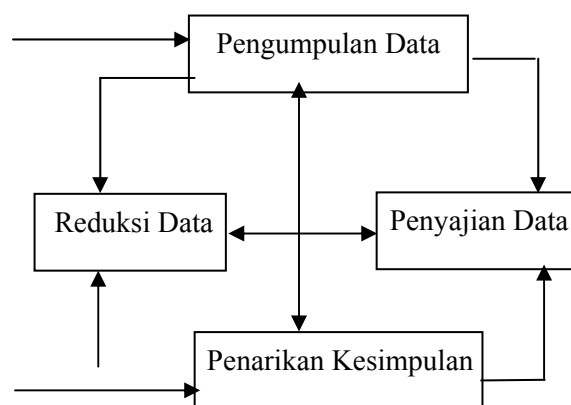 Pengumpulan Data
Reduksi Data
Penyajian Data
Penarikan Kesimpulan